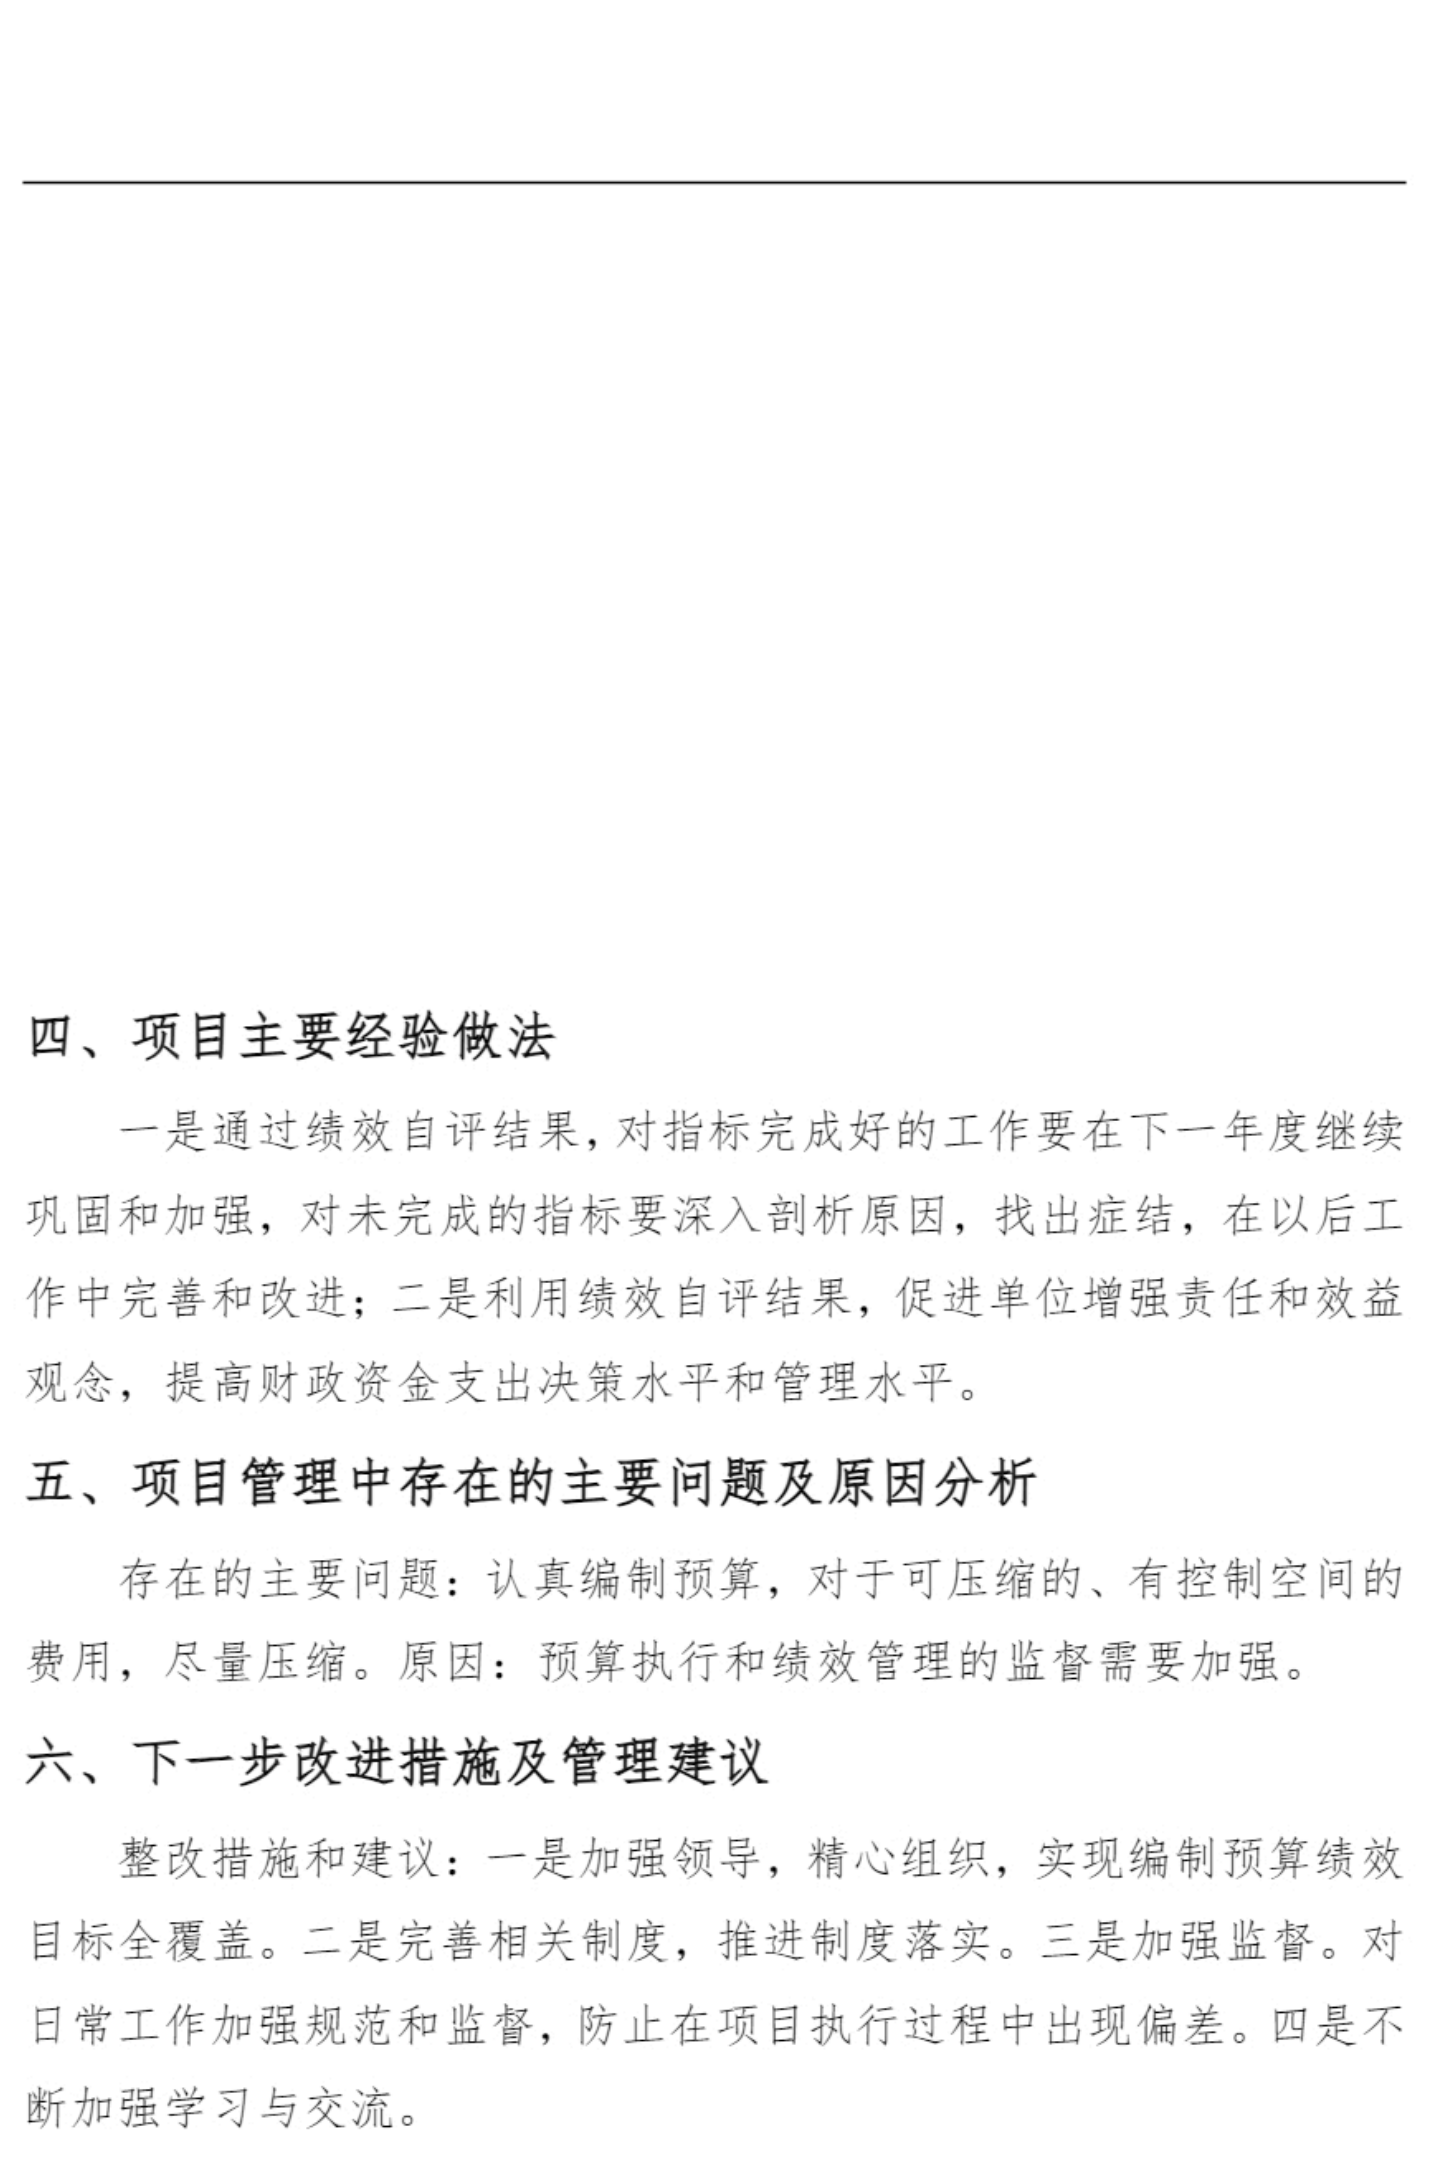 四、项目主要经验做法
一是通过绩效自评结果,对指标完成好的工作要在下一年度继续
巩固和加强，对未完成的指标要深入剖析原因，找出症结，在以后工
作中完善和改进；二是利用绩效自评结果，促进单位增强责任和效益
观念，提高财政资金支出决策水平和管理水平。
五、项目管理中存在的主要问题及原因分析
存在的主要问题：认真编制预算，对于可压缩的、有控制空间的
费用，尽量压缩。原因：预算执行和绩效管理的监督需要加强。
六、下一步改进措施及管理建议
整改措施和建议：一是加强领导，精心组织，实现编制预算绩效
目标全覆盖。二是完善相关制度，推进制度落实。三是加强监督。对
日常工作加强规范和监督，防止在项目执行过程中出现偏差。四是不
断加强学习与交流。